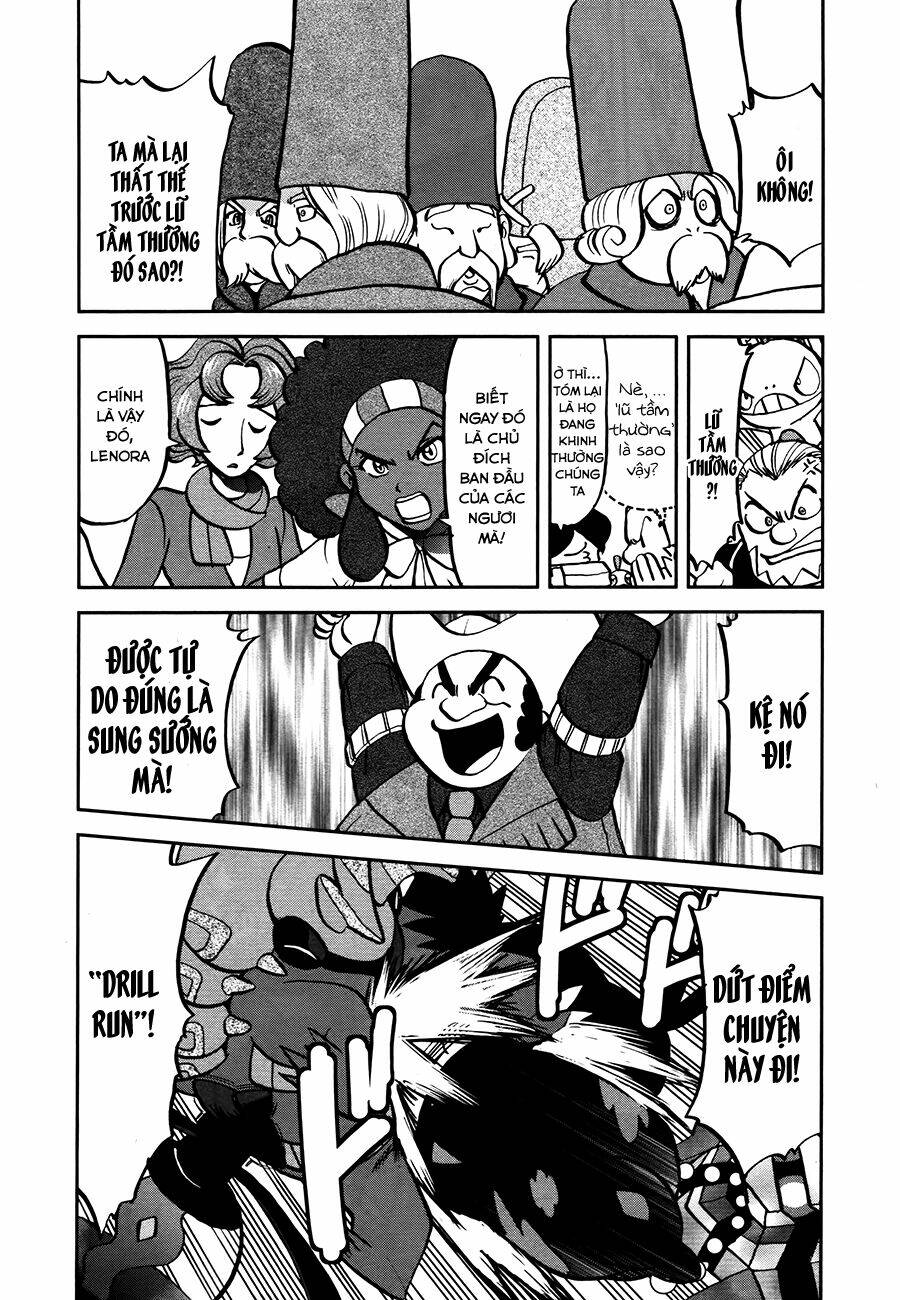 ÔI
KHÔNG!
TA MÀ LẠI
THẤT THẾ
TRƯỚC LŨ
TẦM THƯỜNG
ĐÓ SAO?!
LŨ
TẦM
THƯỜNG
?!
Nè,....
'lũ tầm
thường'
là sao
vậy?
Ờ THÌ...
TÓM LẠI
LÀ HỌ
ĐANG
KHINH
THƯỜNG
CHÚNG
TA
BIẾT
NGAY ĐÓ
LÀ CHỦ
ĐÍCH
BAN ĐẦU
CỦA CÁC
NGƯƠI
MÀ!
CHÍNH
LÀ VẬY
ĐÓ,
LENORA
KỆ NÓ
ĐI!
ĐƯỢC TỰ
DO ĐÚNG LÀ
SUNG SƯỚNG
MÀ!
DỨT ĐIỂM
CHUYỆN
NÀY ĐI!
"DRILL
RUN"!
ドド
ド